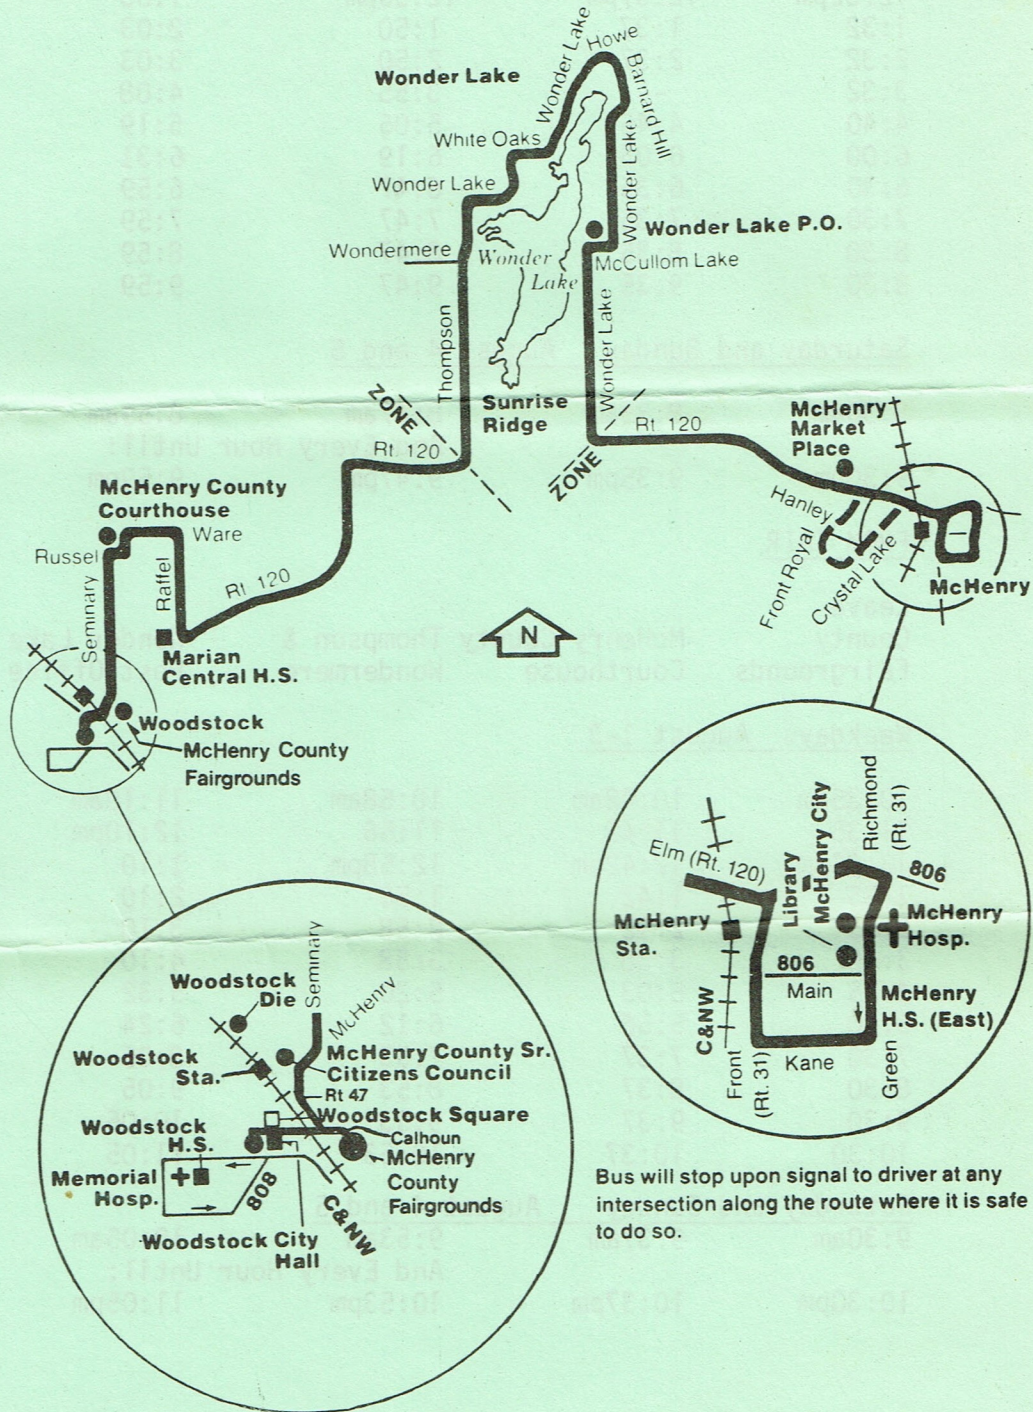 Wonder Lake
Wonder Lake
Howe
Barnard Hill
White Oaks
Wonder Lake
Wonder Lake
Wonder Lake P.O.
Wondermere
Wonder
Lake
McCullom Lake
Thompson
Wonder Lake
Sunrise
Ridge
ZONE
Rt. 120
ZONE
Rt. 120
McHenry
Market
Place
Hanley
Front Royal
Crystal Lake
McHenry
McHenry County
Courthouse
Russel
Ware
Seminary
Raffel
Rt. 120
N
Marian
Central H.S.
Woodstock
McHenry County
Fairgrounds
Elm (Rt. 120)
Library
McHenry City
Richmond
(Rt. 31)
806
McHenry
Sta.
McHenry
Hosp.
806
Main
McHenry
H.S. (East)
C&NW
Front
(Rt. 31)
Kane
Green
Woodstock
Die
Seminary
McHenry
Woodstock
Sta.
McHenry County Sr.
Citizens Council
Rt 47
Woodstock Square
Woodstock
H.S.
Calhoun
McHenry
County
Fairgrounds
Memorial
Hosp.
808
C&NW
Woodstock City
Hall
Bus will stop upon signal to driver at any
intersection along the route where it is safe
to do so.